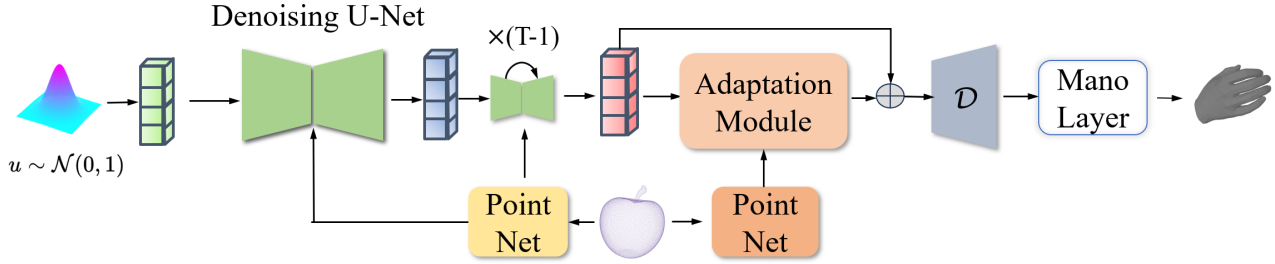 Denoising U-Net
×(T-1)
Adaptation
Module
𝒟
Mano
Layer
u ∼ 𝒩(0, 1)
Point
Net
Point
Net